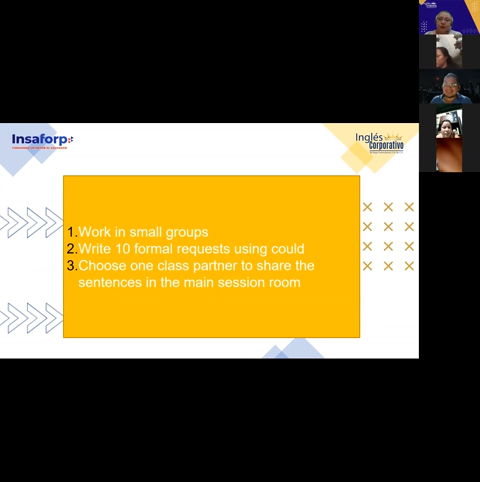 Insaforp
Inglés
Corporativo
1.Work in small groups
2.Write 10 formal requests using could
3.Choose one class partner to share the
sentences in the main session room